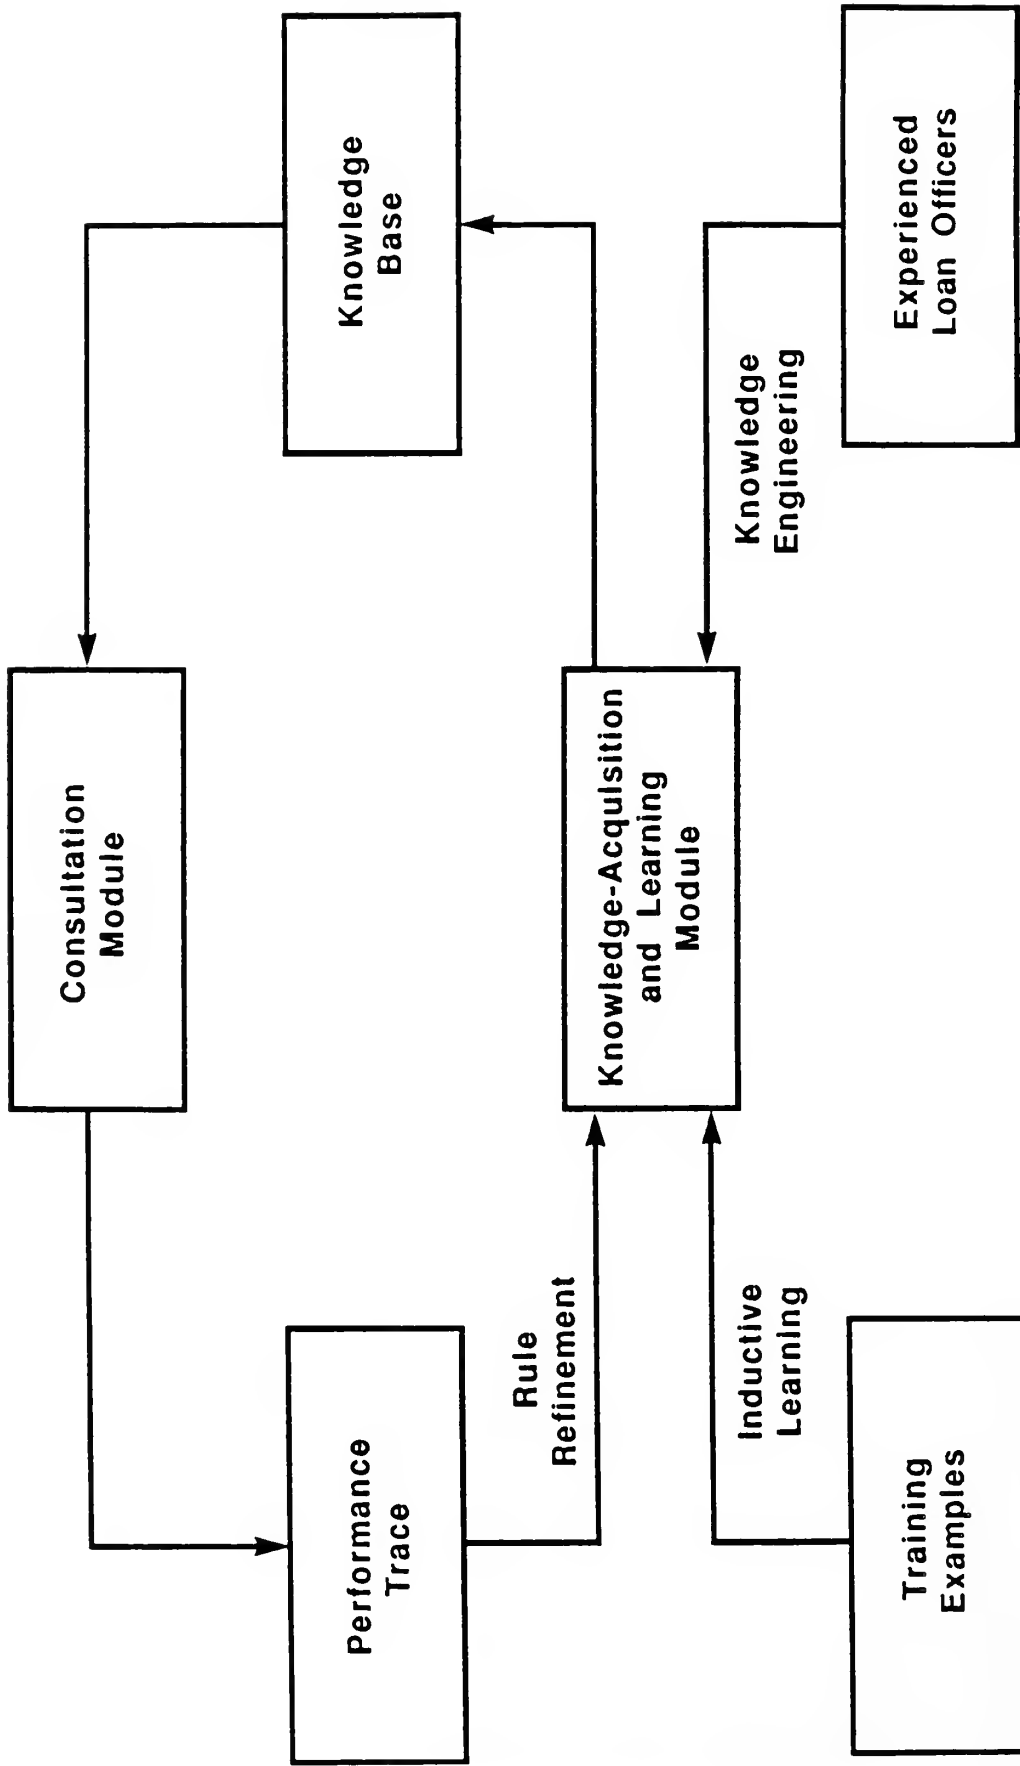 Consultation
Module
Performance
Trace
Knowledge
Base
Rule
Refinement
Knowledge-Acquisition
and Learning
Module
Inductive
Learning
Knowledge
Engineering
Training
Examples
Experienced
Loan Officers